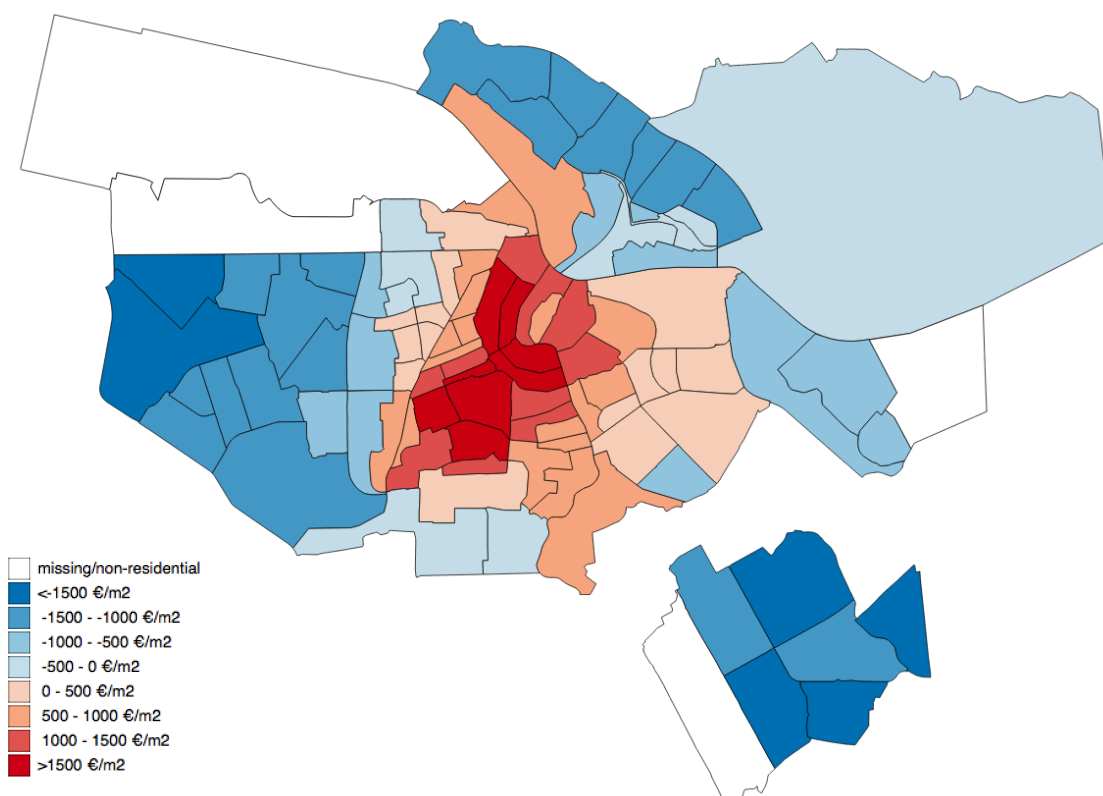 missing/non-residential
<-1500 €/m2
-1500 - -1000 €/m2
-1000 - -500 €/m2
-500 - 0 €/m2
0 - 500 €/m2
500 - 1000 €/m2
1000 - 1500 €/m2
>1500 €/m2